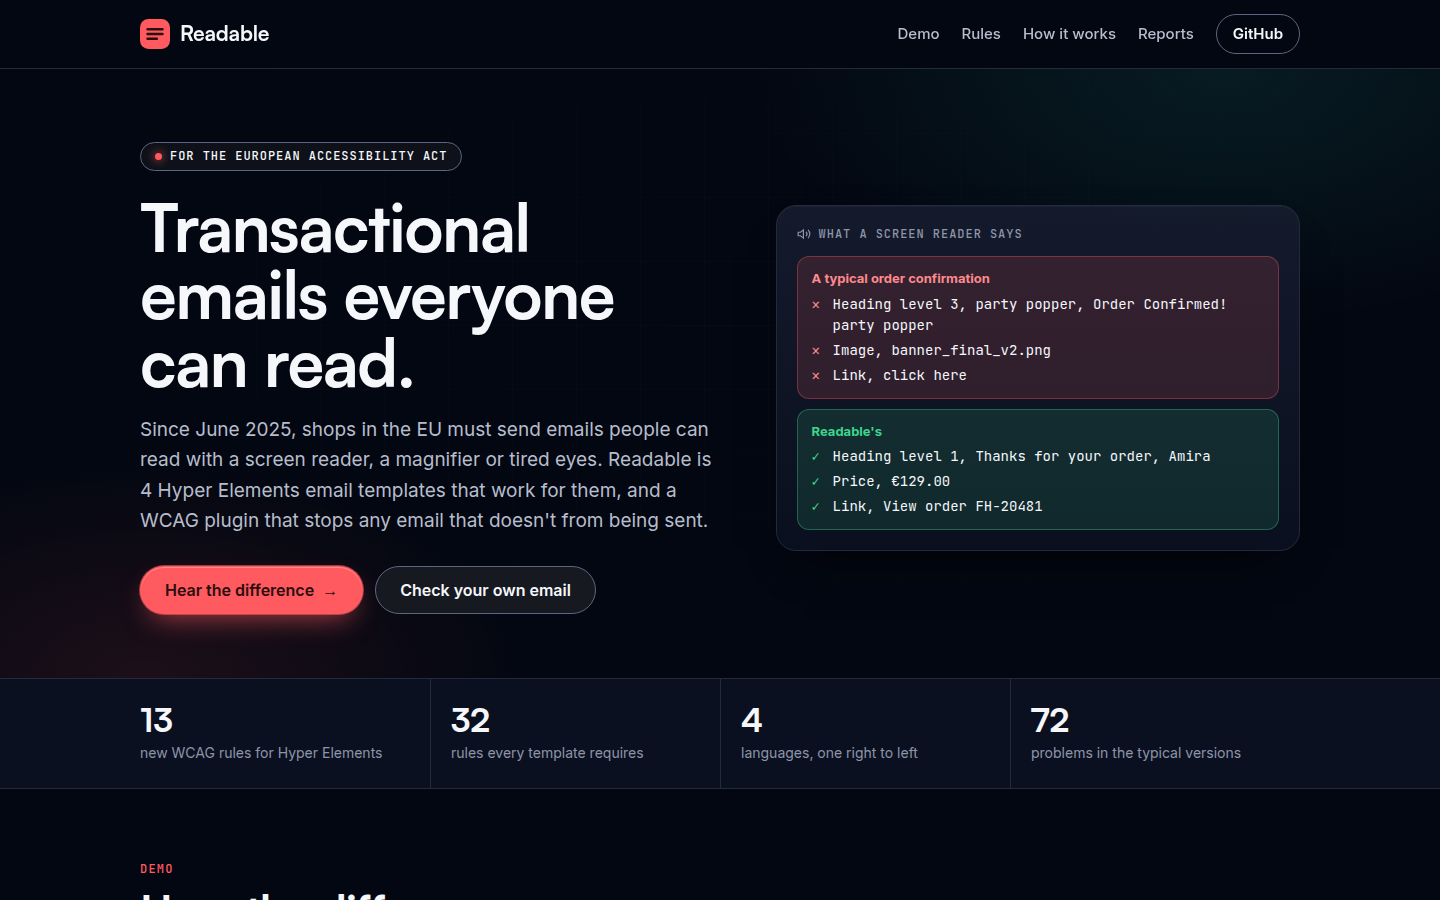 Readable
Demo
Rules
How it works
Reports
GitHub
FOR THE EUROPEAN ACCESSIBILITY ACT
Transactional
emails everyone
can read.
Since June 2025, shops in the EU must send emails people can
read with a screen reader, a magnifier or tired eyes. Readable is
4 Hyper Elements email templates that work for them, and a
WCAG plugin that stops any email that doesn't from being sent.
Hear the difference →
Check your own email
WHAT A SCREEN READER SAYS
A typical order confirmation
× Heading level 3, party popper, Order Confirmed!
party popper
× Image, banner_final_v2.png
× Link, click here
Readable's
✓ Heading level 1, Thanks for your order, Amira
✓ Price, €129.00
✓ Link, View order FH-20481
13
new WCAG rules for Hyper Elements
32
rules every template requires
4
languages, one right to left
72
problems in the typical versions
DEMO